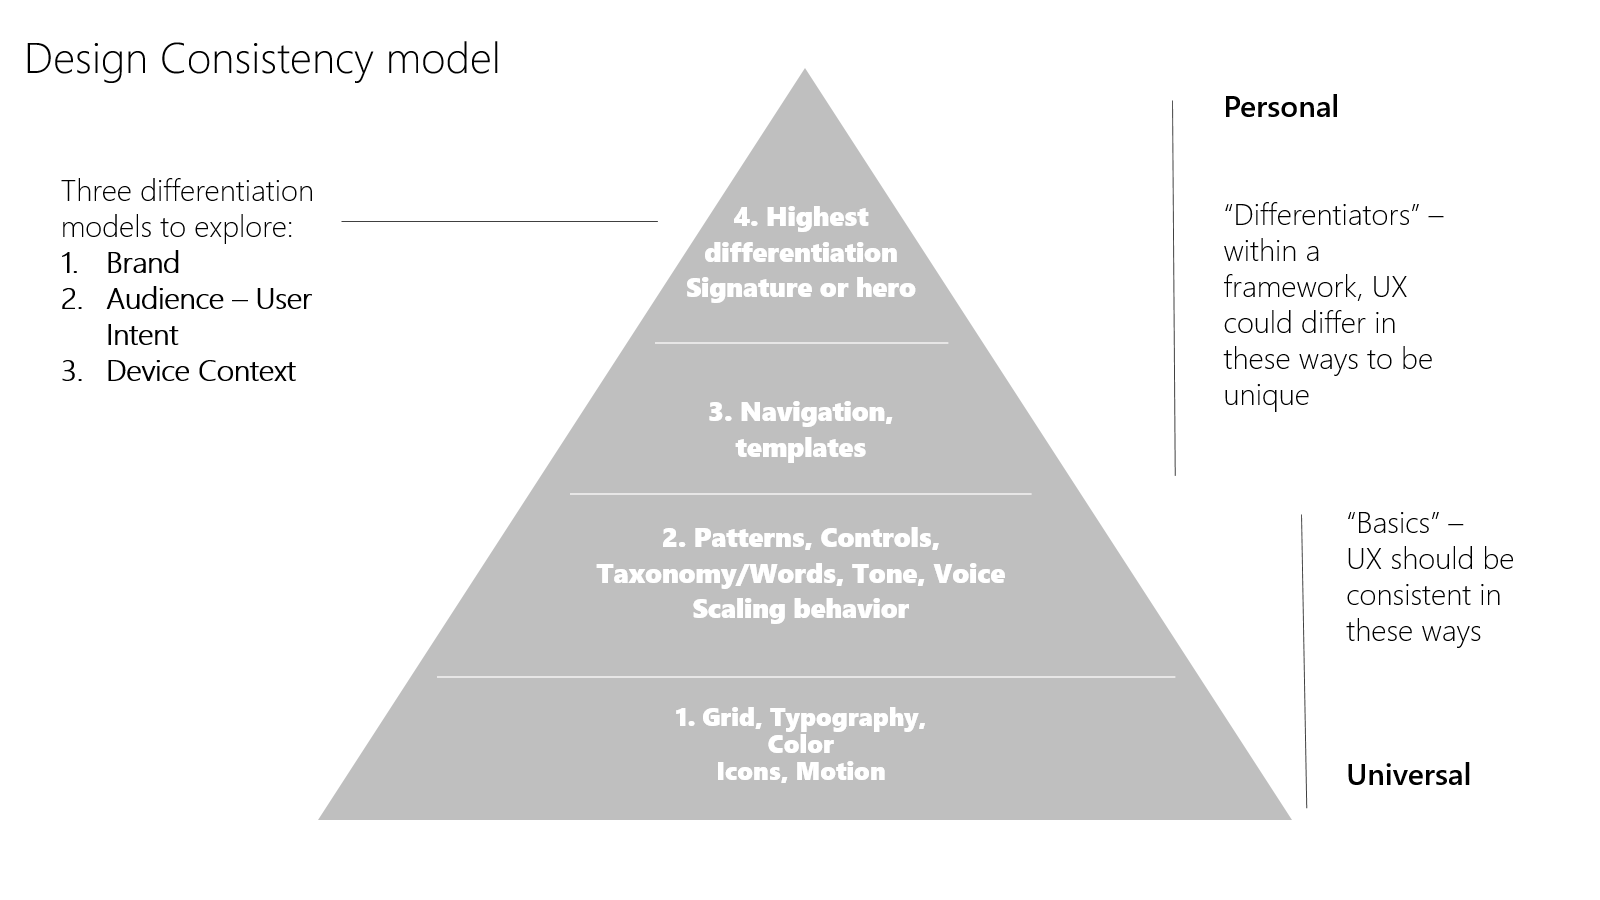 Design Consistency model
Three differentiation
models to explore:
1. Brand
2. Audience – User
Intent
3. Device Context
4. Highest
differentiation
Signature or hero
3. Navigation,
templates
2. Patterns, Controls,
Taxonomy/Words, Tone, Voice
Scaling behavior
1. Grid, Typography,
Color
Icons, Motion
Personal
“Differentiators” –
within a
framework, UX
could differ in
these ways to be
unique
“Basics” –
UX should be
consistent in
these ways
Universal